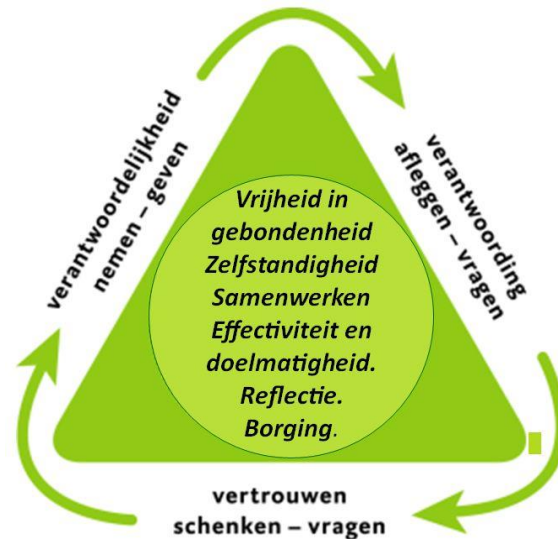 verantwoordelijkheid
nemen – geven
verantwoording
afleggen – vragen
Vrijheid in
gebondenheid
Zelfstandigheid
Samenwerken
Effectiviteit en
doelmatigheid.
Reflectie.
Borging.
vertrouwen
schenken – vragen